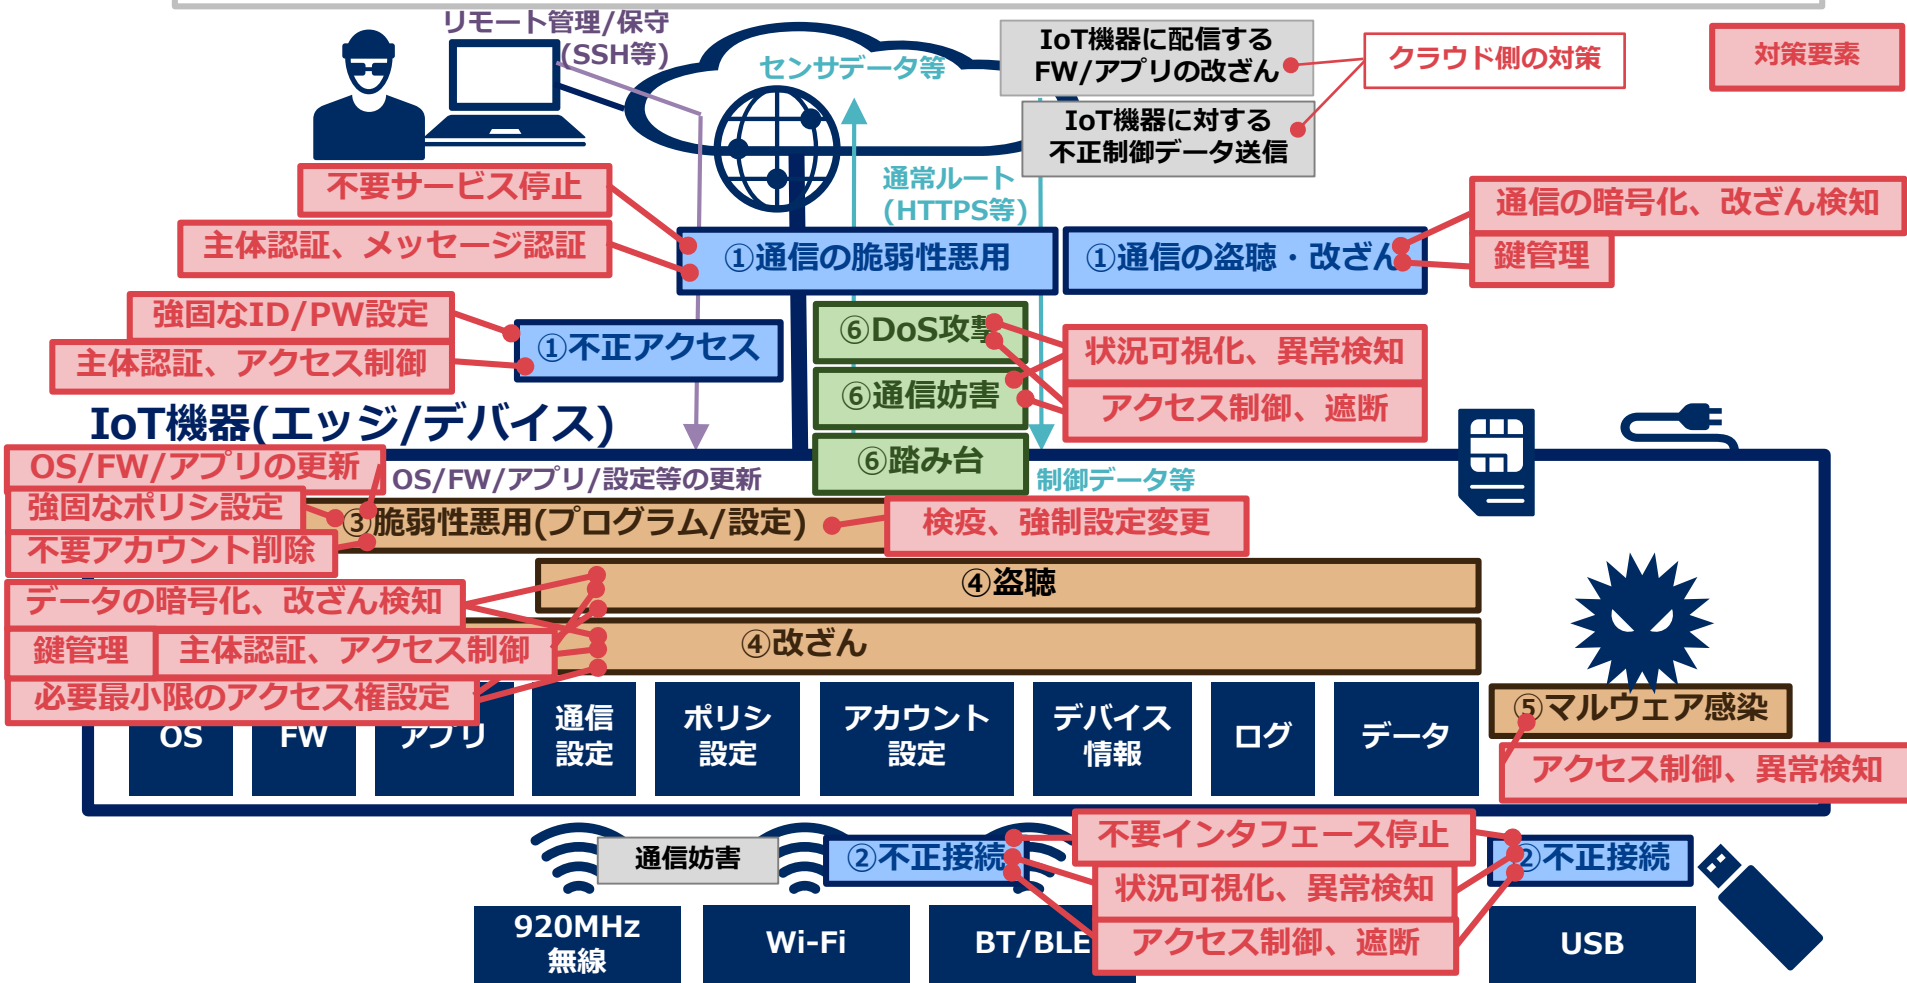 リモート管理/保守
(SSH等)
センサデータ等
IoT機器に配信する
FW/アプリの改ざん
クラウド側の対策
対策要素
IoT機器に対する
不正制御データ送信
通常ルート
(HTTPS等)
不要サービス停止
主体認証、メッセージ認証
①通信の脆弱性悪用
①通信の盗聴・改ざん
通信の暗号化、改ざん検知
鍵管理
強固なID/PW設定
主体認証、アクセス制御
①不正アクセス
⑥DoS攻撃
⑥通信妨害
⑥踏み台
状況可視化、異常検知
アクセス制御、遮断
IoT機器(エッジ/デバイス)
OS/FW/アプリの更新
OS/FW/アプリ/設定等の更新
制御データ等
強固なポリシ設定
不要アカウント削除
③脆弱性悪用(プログラム/設定)
検疫、強制設定変更
④盗聴
データの暗号化、改ざん検知
鍵管理
主体認証、アクセス制御
④改ざん
必要最小限のアクセス権設定
OS
FW
アプリ
通信
設定
ポリシ
設定
アカウント
設定
デバイス
情報
ログ
データ
⑤マルウェア感染
アクセス制御、異常検知
通信妨害
②不正接続
不要インタフェース停止
②不正接続
状況可視化、異常検知
アクセス制御、遮断
920MHz
無線
Wi-Fi
BT/BLE
USB